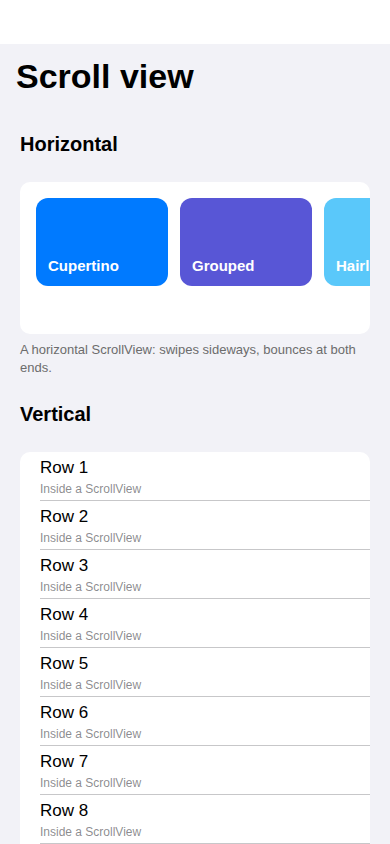 Scroll view
Horizontal
Cupertino
Grouped
Hairl
A horizontal ScrollView: swipes sideways, bounces at both
ends.
Vertical
Row 1
Inside a ScrollView
Row 2
Inside a ScrollView
Row 3
Inside a ScrollView
Row 4
Inside a ScrollView
Row 5
Inside a ScrollView
Row 6
Inside a ScrollView
Row 7
Inside a ScrollView
Row 8
Inside a ScrollView